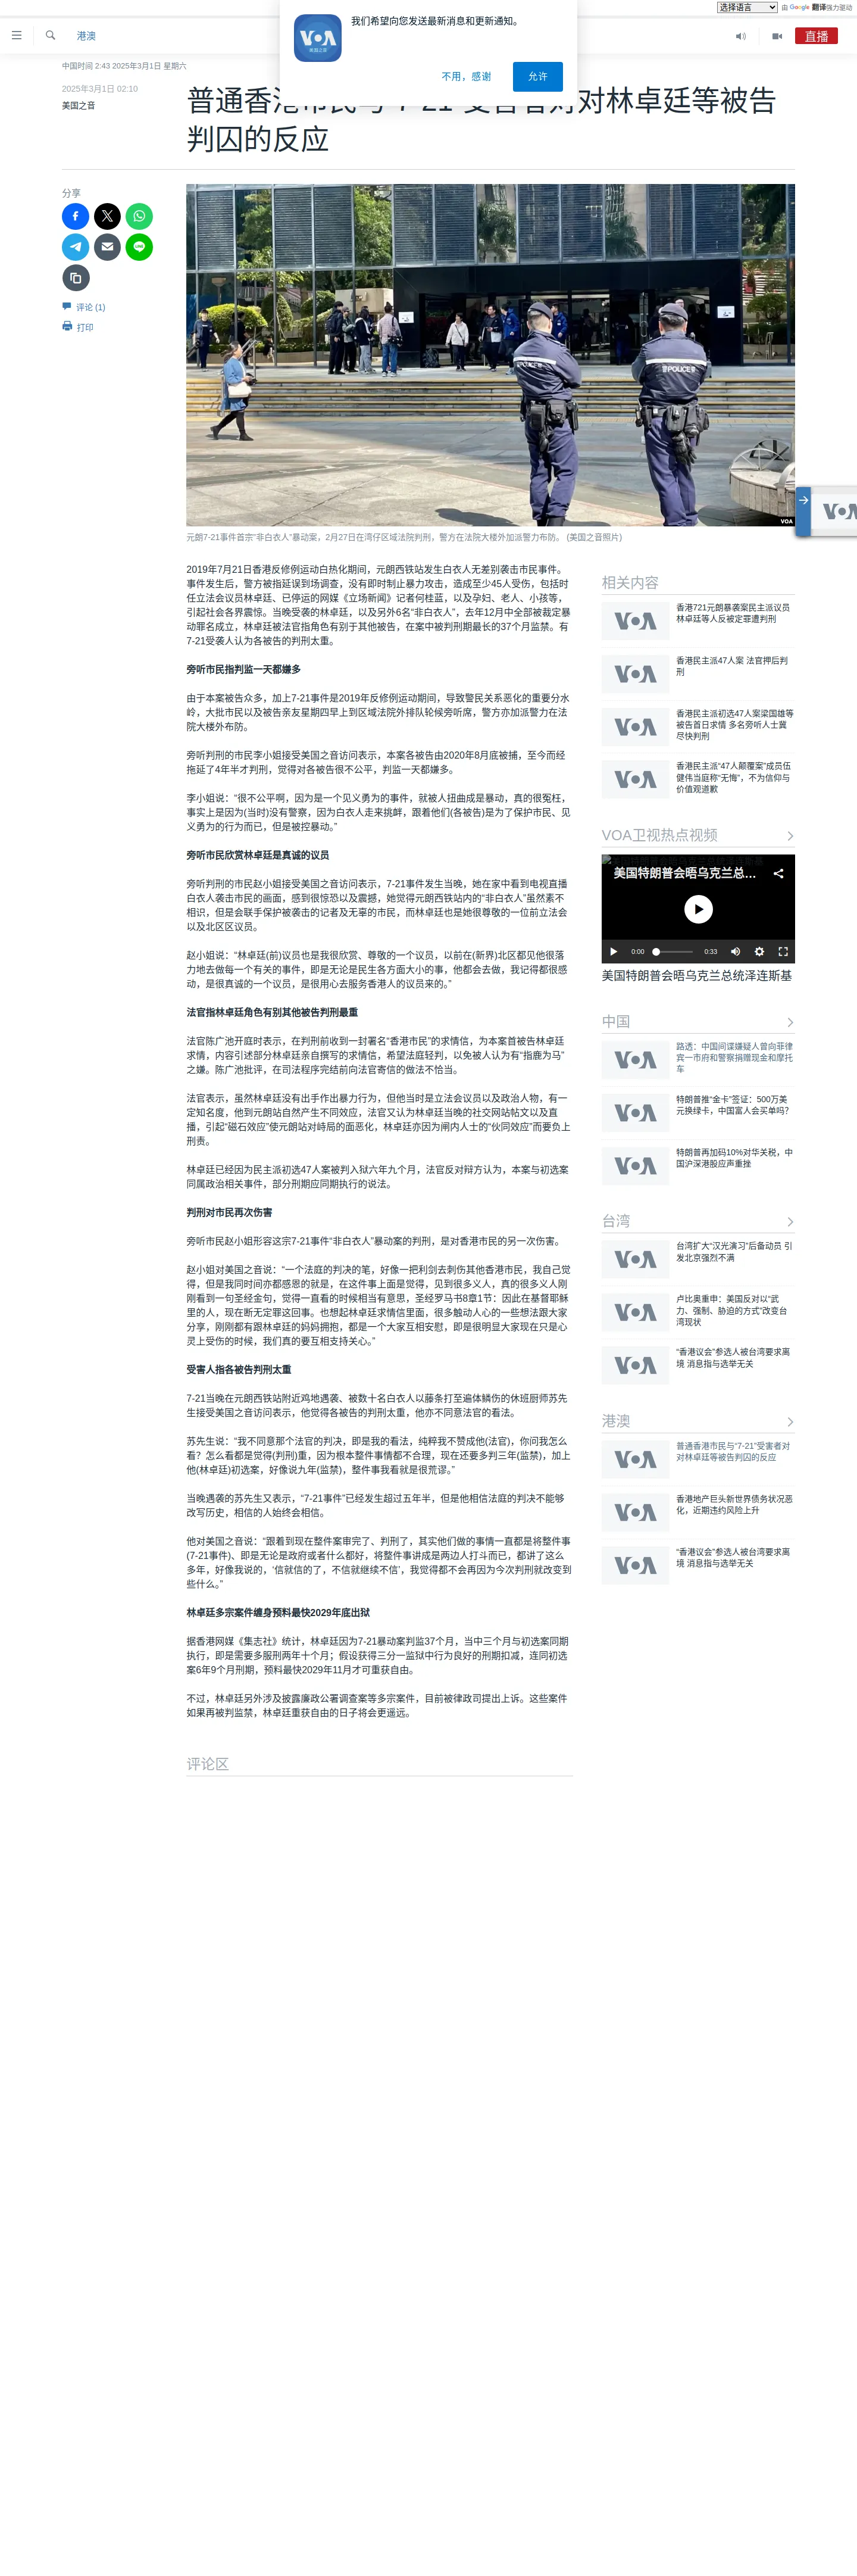 选择语言
由 Google 翻译强力驱动
我们希望向您发送最新消息和更新通知。
不用，感谢
允许
港澳
直播
中国时间 2:43 2025年3月1日 星期六
2025年3月1日 02:10
美国之音
普通香港市民与“7-21”受害者对林卓廷等被告
判囚的反应
分享
评论 (1)
打印
POLICE
POLICE
VOA
元朗7-21事件首宗“非白衣人”暴动案，2月27日在湾仔区域法院判刑，警方在法院大楼外加派警力布防。 (美国之音照片)
2019年7月21日香港反修例运动白热化期间，元朗西铁站发生白衣人无差别袭击市民事件。
事件发生后，警方被指延误到场调查，没有即时制止暴力攻击，造成至少45人受伤，包括时
任立法会议员林卓廷、已停运的网媒《立场新闻》记者何桂蓝，以及孕妇、老人、小孩等，
引起社会各界震惊。当晚受袭的林卓廷，以及另外6名“非白衣人”，去年12月中全部被裁定暴
动罪名成立，林卓廷被法官指角色有别于其他被告，在案中被判刑期最长的37个月监禁。有
7-21受袭人认为各被告的判刑太重。
旁听市民指判监一天都嫌多
由于本案被告众多，加上7-21事件是2019年反修例运动期间，导致警民关系恶化的重要分水
岭，大批市民以及被告亲友星期四早上到区域法院外排队轮候旁听席，警方亦加派警力在法
院大楼外布防。
旁听判刑的市民李小姐接受美国之音访问表示，本案各被告由2020年8月底被捕，至今而经
拖延了4年半才判刑，觉得对各被告很不公平，判监一天都嫌多。
李小姐说：“很不公平啊，因为是一个见义勇为的事件，就被人扭曲成是暴动，真的很冤枉，
事实上是因为(当时)没有警察，因为白衣人走来挑衅，跟着他们(各被告)是为了保护市民、见
义勇为的行为而已，但是被控暴动。”
旁听市民欣赏林卓廷是真诚的议员
旁听判刑的市民赵小姐接受美国之音访问表示，7-21事件发生当晚，她在家中看到电视直播
白衣人袭击市民的画面，感到很惊恐以及震撼，她觉得元朗西铁站内的“非白衣人”虽然素不
相识，但是会联手保护被袭击的记者及无辜的市民，而林卓廷也是她很尊敬的一位前立法会
以及北区区议员。
赵小姐说：“林卓廷(前)议员也是我很欣赏、尊敬的一个议员，以前在(新界)北区都见他很落
力地去做每一个有关的事件，即是无论是民生各方面大小的事，他都会去做，我记得都很感
动，是很真诚的一个议员，是很用心去服务香港人的议员来的。”
法官指林卓廷角色有别其他被告判刑最重
法官陈广池开庭时表示，在判刑前收到一封署名“香港市民”的求情信，为本案首被告林卓廷
求情，内容引述部分林卓廷亲自撰写的求情信，希望法庭轻判，以免被人认为有“指鹿为马”
之嫌。陈广池批评，在司法程序完结前向法官寄信的做法不恰当。
法官表示，虽然林卓廷没有出手作出暴力行为，但他当时是立法会议员以及政治人物，有一
定知名度，他到元朗站自然产生不同效应，法官又认为林卓廷当晚的社交网站帖文以及直
播，引起“磁石效应”使元朗站对峙局的面恶化，林卓廷亦因为闸内人士的“伙同效应”而要负上
刑责。
林卓廷已经因为民主派初选47人案被判入狱六年九个月，法官反对辩方认为，本案与初选案
同属政治相关事件，部分刑期应同期执行的说法。
判刑对市民再次伤害
旁听市民赵小姐形容这宗7-21事件“非白衣人”暴动案的判刑，是对香港市民的另一次伤害。
赵小姐对美国之音说：“一个法庭的判决的笔，好像一把利剑去刺伤其他香港市民，我自己觉
得，但是我同时间亦都感恩的就是，在这件事上面是觉得，见到很多义人，真的很多义人刚
刚看到一句圣经金句，觉得一直看的时候相当有意思，圣经罗马书8章1节：因此在基督耶稣
里的人，现在断无定罪这回事。也想起林卓廷求情信里面，很多触动人心的一些想法跟大家
分享，刚刚都有跟林卓廷的妈妈拥抱，都是一个大家互相安慰，即是很明显大家现在只是心
灵上受伤的时候，我们真的要互相支持关心。”
受害人指各被告判刑太重
7-21当晚在元朗西铁站附近鸡地遇袭、被数十名白衣人以藤条打至遍体鳞伤的休班厨师苏先
生接受美国之音访问表示，他觉得各被告的判刑太重，他亦不同意法官的看法。
苏先生说：“我不同意那个法官的判决，即是我的看法，纯粹我不赞成他(法官)，你问我怎么
看？怎么看都是觉得(判刑)重，因为根本整件事情都不合理，现在还要多判三年(监禁)，加上
他(林卓廷)初选案，好像说九年(监禁)，整件事我看就是很荒谬。”
当晚遇袭的苏先生又表示，“7-21事件”已经发生超过五年半，但是他相信法庭的判决不能够
改写历史，相信的人始终会相信。
他对美国之音说：“跟着到现在整件案审完了、判刑了，其实他们做的事情一直都是将整件事
(7-21事件)、即是无论是政府或者什么都好，将整件事讲成是两边人打斗而已，都讲了这么
多年，好像我说的，‘信就信的了，不信就继续不信’，我觉得都不会再因为今次判刑就改变到
些什么。”
林卓廷多宗案件缠身预料最快2029年底出狱
据香港网媒《集志社》统计，林卓廷因为7-21暴动案判监37个月，当中三个月与初选案同期
执行，即是需要多服刑两年十个月；假设获得三分一监狱中行为良好的刑期扣减，连同初选
案6年9个月刑期，预料最快2029年11月才可重获自由。
不过，林卓廷另外涉及披露廉政公署调查案等多宗案件，目前被律政司提出上诉。这些案件
如果再被判监禁，林卓廷重获自由的日子将会更遥远。
评论区
相关内容
香港721元朗暴袭案民主派议员
林卓廷等人反被定罪遭判刑
香港民主派47人案 法官押后判
刑
香港民主派初选47人案梁国雄等
被告首日求情 多名旁听人士冀
尽快判刑
香港民主派“47人颠覆案”成员伍
健伟当庭称“无悔”，不为信仰与
价值观道歉
VOA卫视热点视频
美国特朗普会晤乌克兰总...
0:00
0:33
美国特朗普会晤乌克兰总统泽连斯基
中国
路透：中国间谍嫌疑人曾向菲律
宾一市府和警察捐赠现金和摩托
车
特朗普推“金卡”签证：500万美
元换绿卡，中国富人会买单吗？
特朗普再加码10%对华关税，中
国沪深港股应声重挫
台湾
台湾扩大“汉光演习”后备动员 引
发北京强烈不满
卢比奥重申：美国反对以“武
力、强制、胁迫的方式”改变台
湾现状
“香港议会”参选人被台湾要求离
境 消息指与选举无关
港澳
普通香港市民与“7-21”受害者对
对林卓廷等被告判囚的反应
香港地产巨头新世界债务状况恶
化，近期违约风险上升
“香港议会”参选人被台湾要求离
境 消息指与选举无关